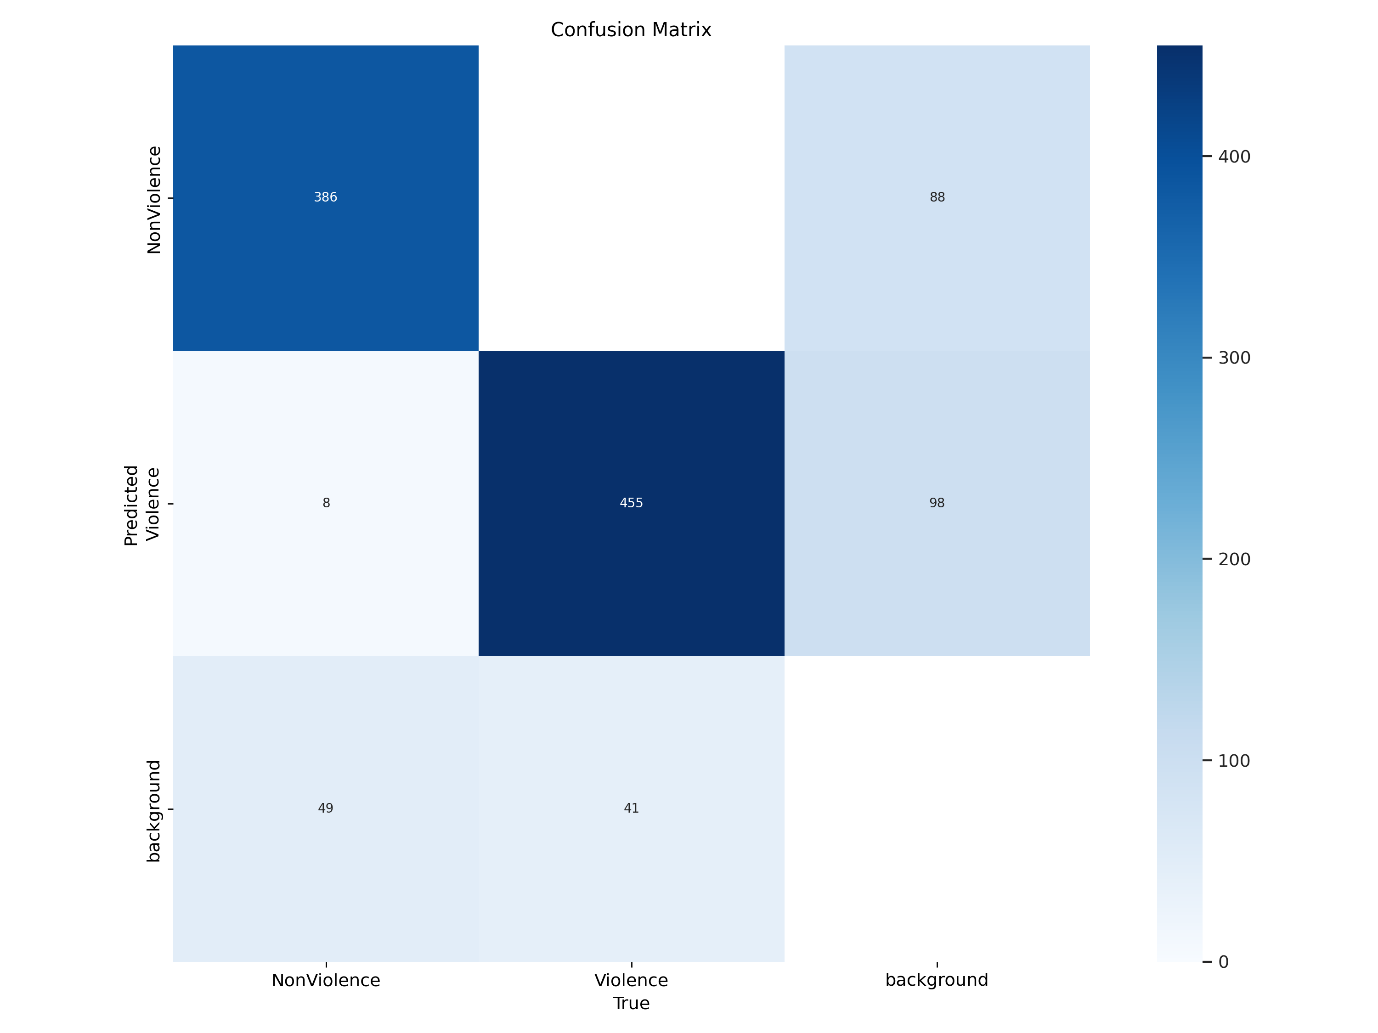 Confusion Matrix
NonViolence
386
88
400
300
Predicted
Violence
8
455
98
200
100
background
49
41
0
NonViolence
Violence
background
True